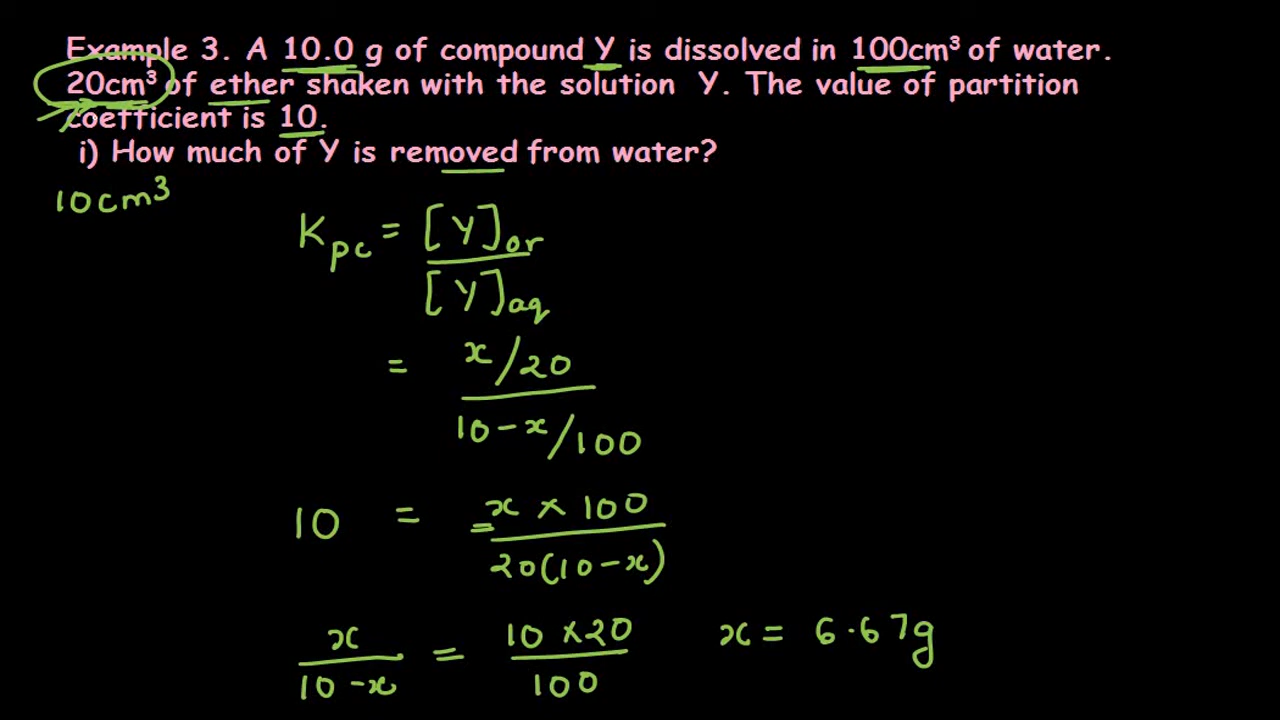 Example 3. A 10.0 g of compound Y is dissolved in 100cm³ of water.
20cm³ of ether shaken with the solution Y. The value of partition
coefficient is 10.
i) How much of Y is removed from water?
10cm³
Kpc = [Y]or / [Y]aq
= x/20 / 10-x/100
10 = =x × 100 / 20(10-x)
x / 10-x = 10 × 20 / 100 x = 6.67g